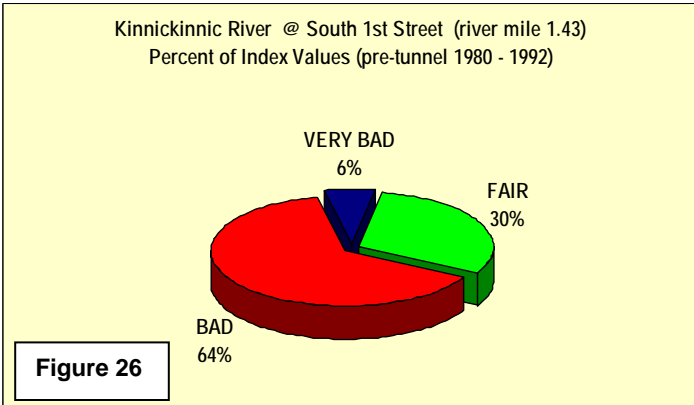 Kinnickinnic River @ South 1st Street (river mile 1.43)
Percent of Index Values (pre-tunnel 1980 - 1992)
VERY BAD
6%
FAIR
30%
BAD
64%
Figure 26